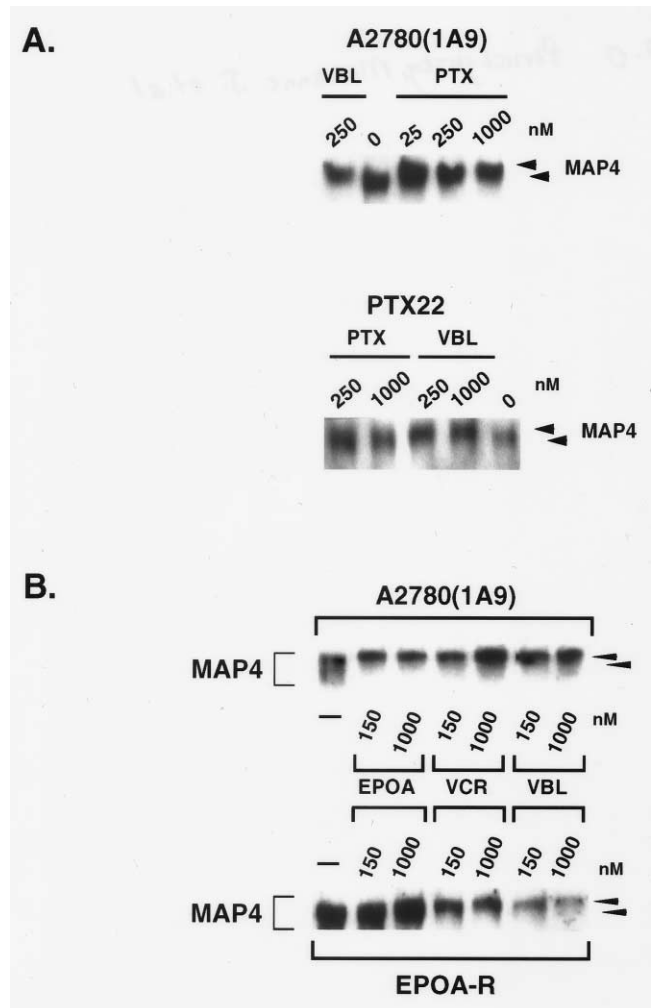 A.
A2780(1A9)
VBL PTX
250 0 25 250 1000 nM
MAP4
PTX22
PTX VBL
250 1000 250 1000 0 nM
MAP4
B.
A2780(1A9)
MAP4
– 150 1000 150 1000 150 1000 nM
EPOA VCR VBL
– 150 1000 150 1000 150 1000 nM
MAP4
EPOA-R